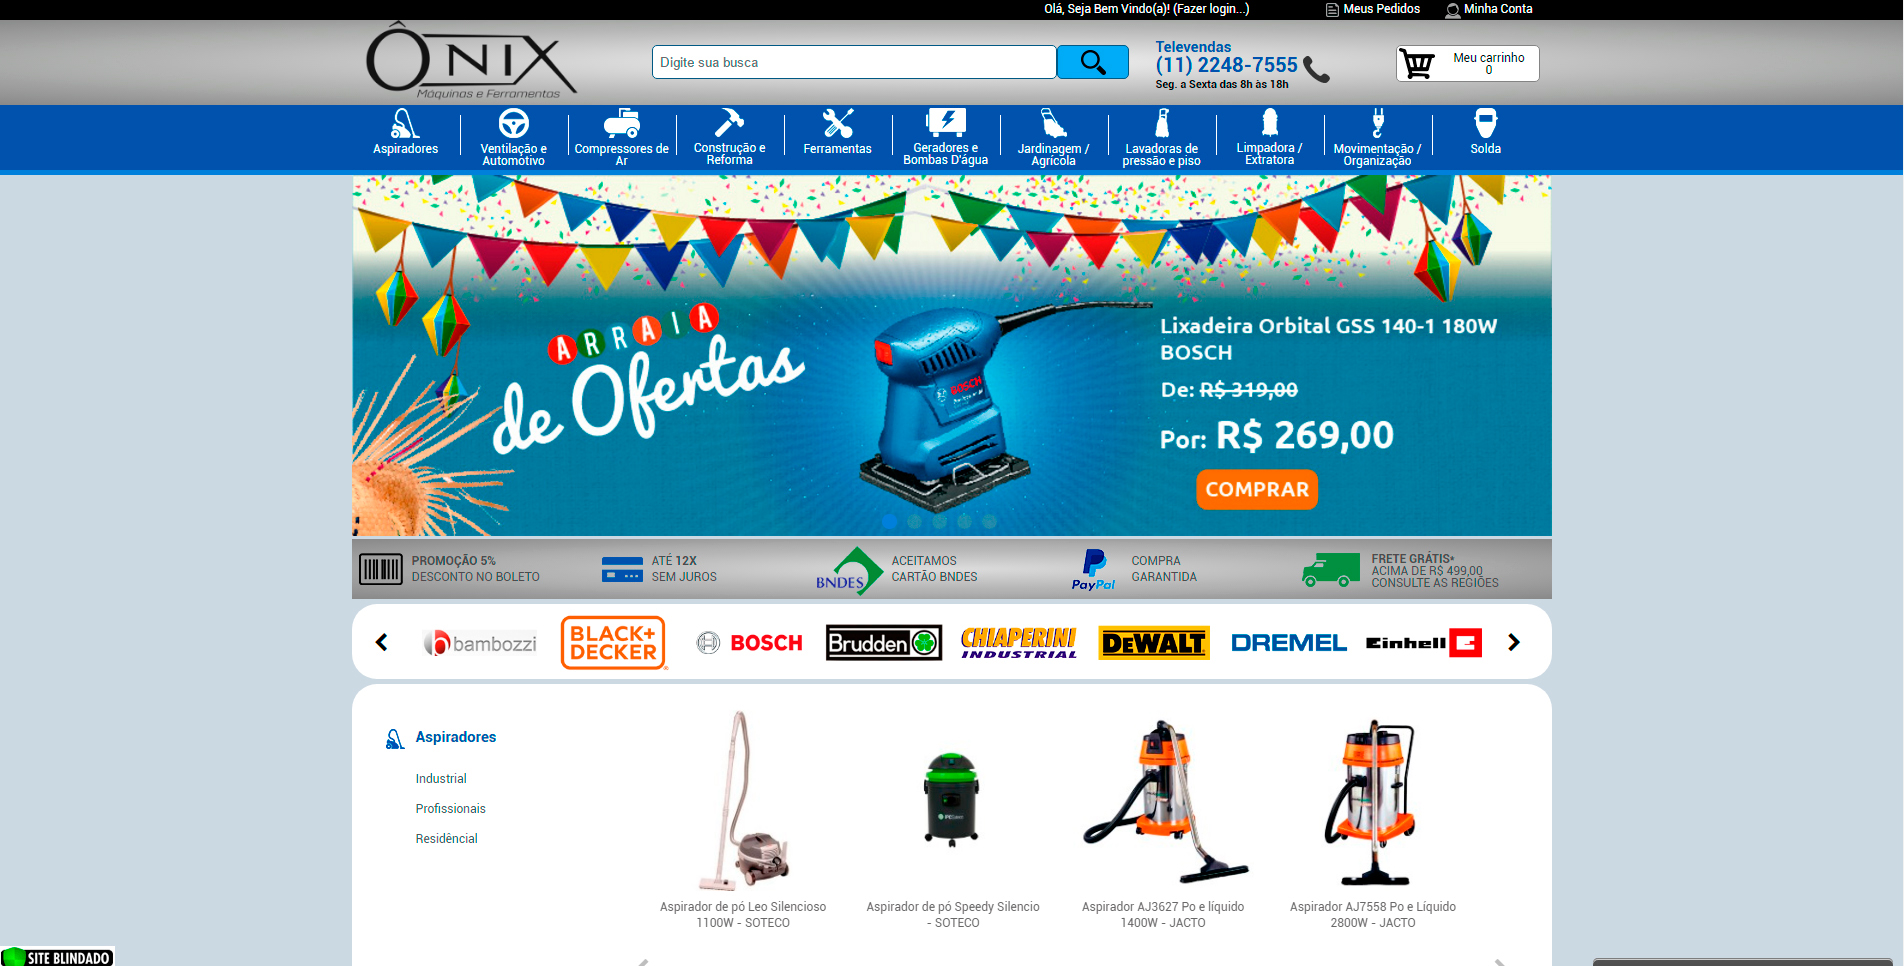 Olá, Seja Bem Vindo(a)! (Fazer login...)
Meus Pedidos
Minha Conta
ÔNIX
Máquinas e Ferramentas
Digite sua busca
Televendas
(11) 2248-7555
Seg. a Sexta das 8h às 18h
Meu carrinho
0
Aspiradores
Ventilação e
Automotivo
Compressores de
Ar
Construção e
Reforma
Ferramentas
Geradores e
Bombas D'água
Jardinagem /
Agrícola
Lavadoras de
pressão e piso
Limpadora /
Extratora
Movimentação /
Organização
Solda
ARRAIA
de Ofertas
BOSCH
Lixadeira Orbital GSS 140-1 180W
BOSCH
De: R$ 319,00
Por: R$ 269,00
COMPRAR
PROMOÇÃO 5%
DESCONTO NO BOLETO
ATÉ 12X
SEM JUROS
BNDES
ACEITAMOS
CARTÃO BNDES
PayPal
COMPRA
GARANTIDA
FRETE GRÁTIS*
ACIMA DE R$ 499,00
CONSULTE AS REGIÕES
bambozzi
BLACK+
DECKER
BOSCH
Brudden
CHIAPERINI
INDUSTRIAL
DEWALT
DREMEL
Einhell
Aspiradores
Industrial
Profissionais
Residêncial
Aspirador de pó Leo Silencioso
1100W - SOTECO
Aspirador de pó Speedy Silencio
- SOTECO
Aspirador AJ3627 Po e líquido
1400W - JACTO
Aspirador AJ7558 Po e Líquido
2800W - JACTO
SITE BLINDADO